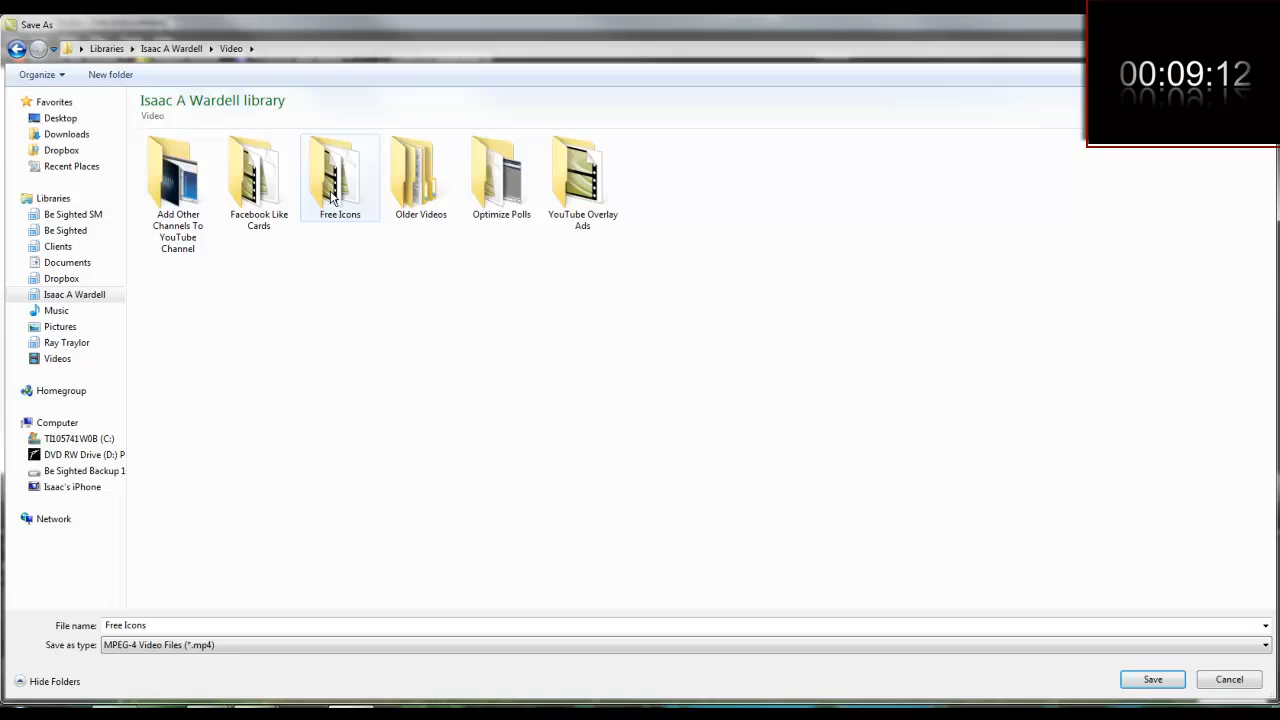 Save As
00:09:12
Libraries
Isaac A Wardell
Video
Organize
New folder
Favorites
Desktop
Downloads
Dropbox
Recent Places
Libraries
Be Sighted SM
Be Sighted
Clients
Documents
Dropbox
Isaac A Wardell
Music
Pictures
Ray Traylor
Videos
Homegroup
Computer
TI105741W0B (C:)
DVD RW Drive (D:) P
Be Sighted Backup 1
Isaac's iPhone
Network
Isaac A Wardell library
Video
Add Other
Channels To
YouTube
Channel
Facebook Like
Cards
Free Icons
Older Videos
Optimize Polls
YouTube Overlay
Ads
File name: Free Icons
Save as type: MPEG-4 Video Files (*.mp4)
Hide Folders
Save
Cancel